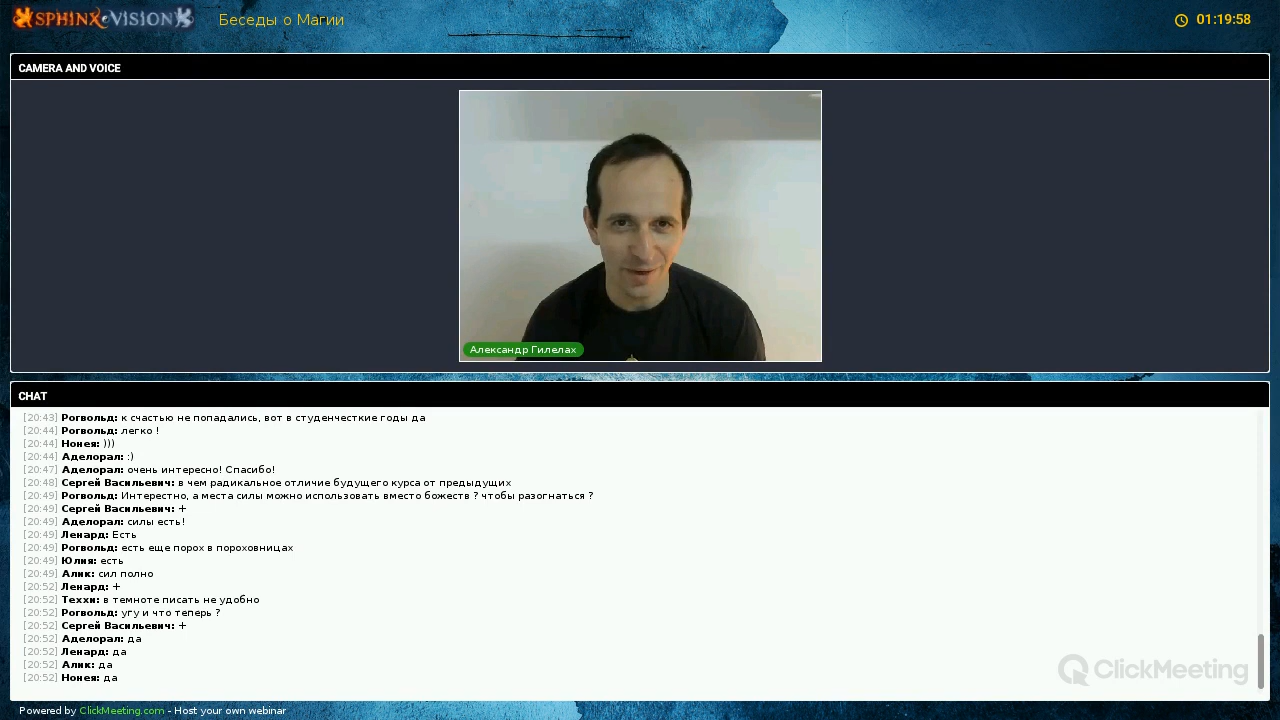 SPHINX VISION Беседы о Магии 01:19:58
CAMERA AND VOICE
Александр Гилелах
CHAT
[20:43] Рогвольд: к счастью не попадались, вот в студенчесткие годы да
[20:44] Рогвольд: легко !
[20:44] Нонея: )))
[20:44] Аделорал: :)
[20:47] Аделорал: очень интересно! Спасибо!
[20:48] Сергей Васильевич: в чем радикальное отличие будущего курса от предыдущих
[20:49] Рогвольд: Интерестно, а места силы можно использовать вместо божеств ? чтобы разогнаться ?
[20:49] Сергей Васильевич: +
[20:49] Аделорал: силы есть!
[20:49] Ленард: Есть
[20:49] Рогвольд: есть еще порох в пороховницах
[20:49] Юлия: есть
[20:49] Алик: сил полно
[20:52] Ленард: +
[20:52] Теххи: в темноте писать не удобно
[20:52] Рогвольд: угу и что теперь ?
[20:52] Сергей Васильевич: +
[20:52] Аделорал: да
[20:52] Ленард: да
[20:52] Алик: да
[20:52] Нонея: да
ClickMeeting
Powered by ClickMeeting.com - Host your own webinar